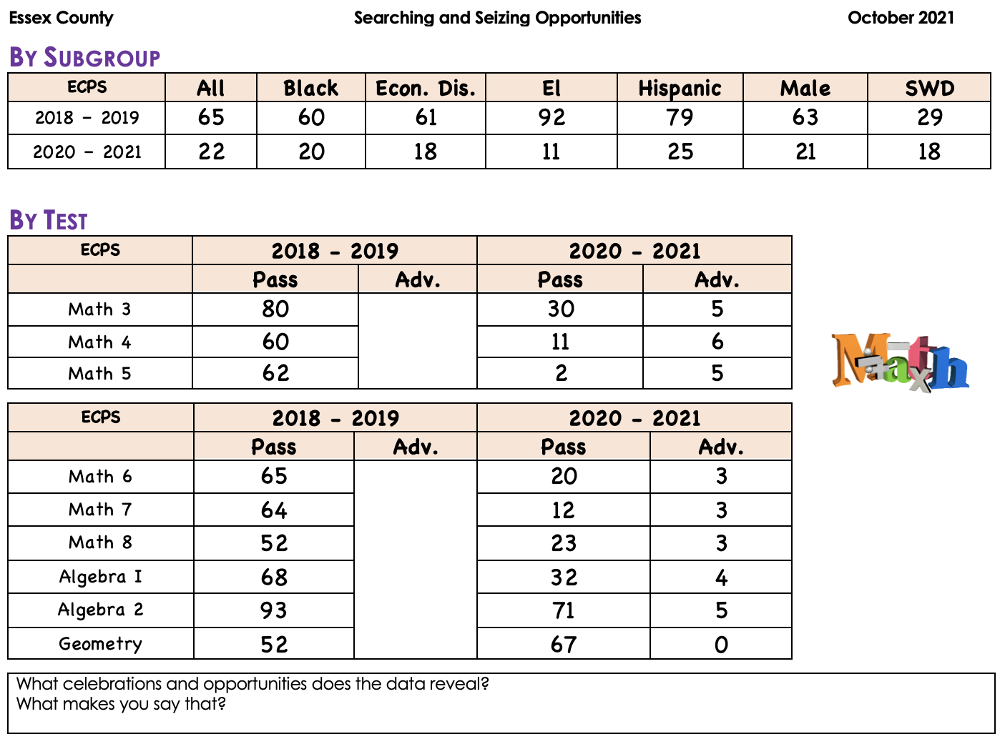 Essex County Searching and Seizing Opportunities October 2021
BY SUBGROUP
ECPS All Black Econ. Dis. El Hispanic Male SWD
2018 - 2019 65 60 61 92 79 63 29
2020 - 2021 22 20 18 11 25 21 18
BY TEST
ECPS 2018 - 2019 2020 - 2021
Pass Adv. Pass Adv.
Math 3 80 30 5
Math 4 60 11 6
Math 5 62 2 5
Math
ECPS 2018 - 2019 2020 - 2021
Pass Adv. Pass Adv.
Math 6 65 20 3
Math 7 64 12 3
Math 8 52 23 3
Algebra I 68 32 4
Algebra 2 93 71 5
Geometry 52 67 0
What celebrations and opportunities does the data reveal?
What makes you say that?